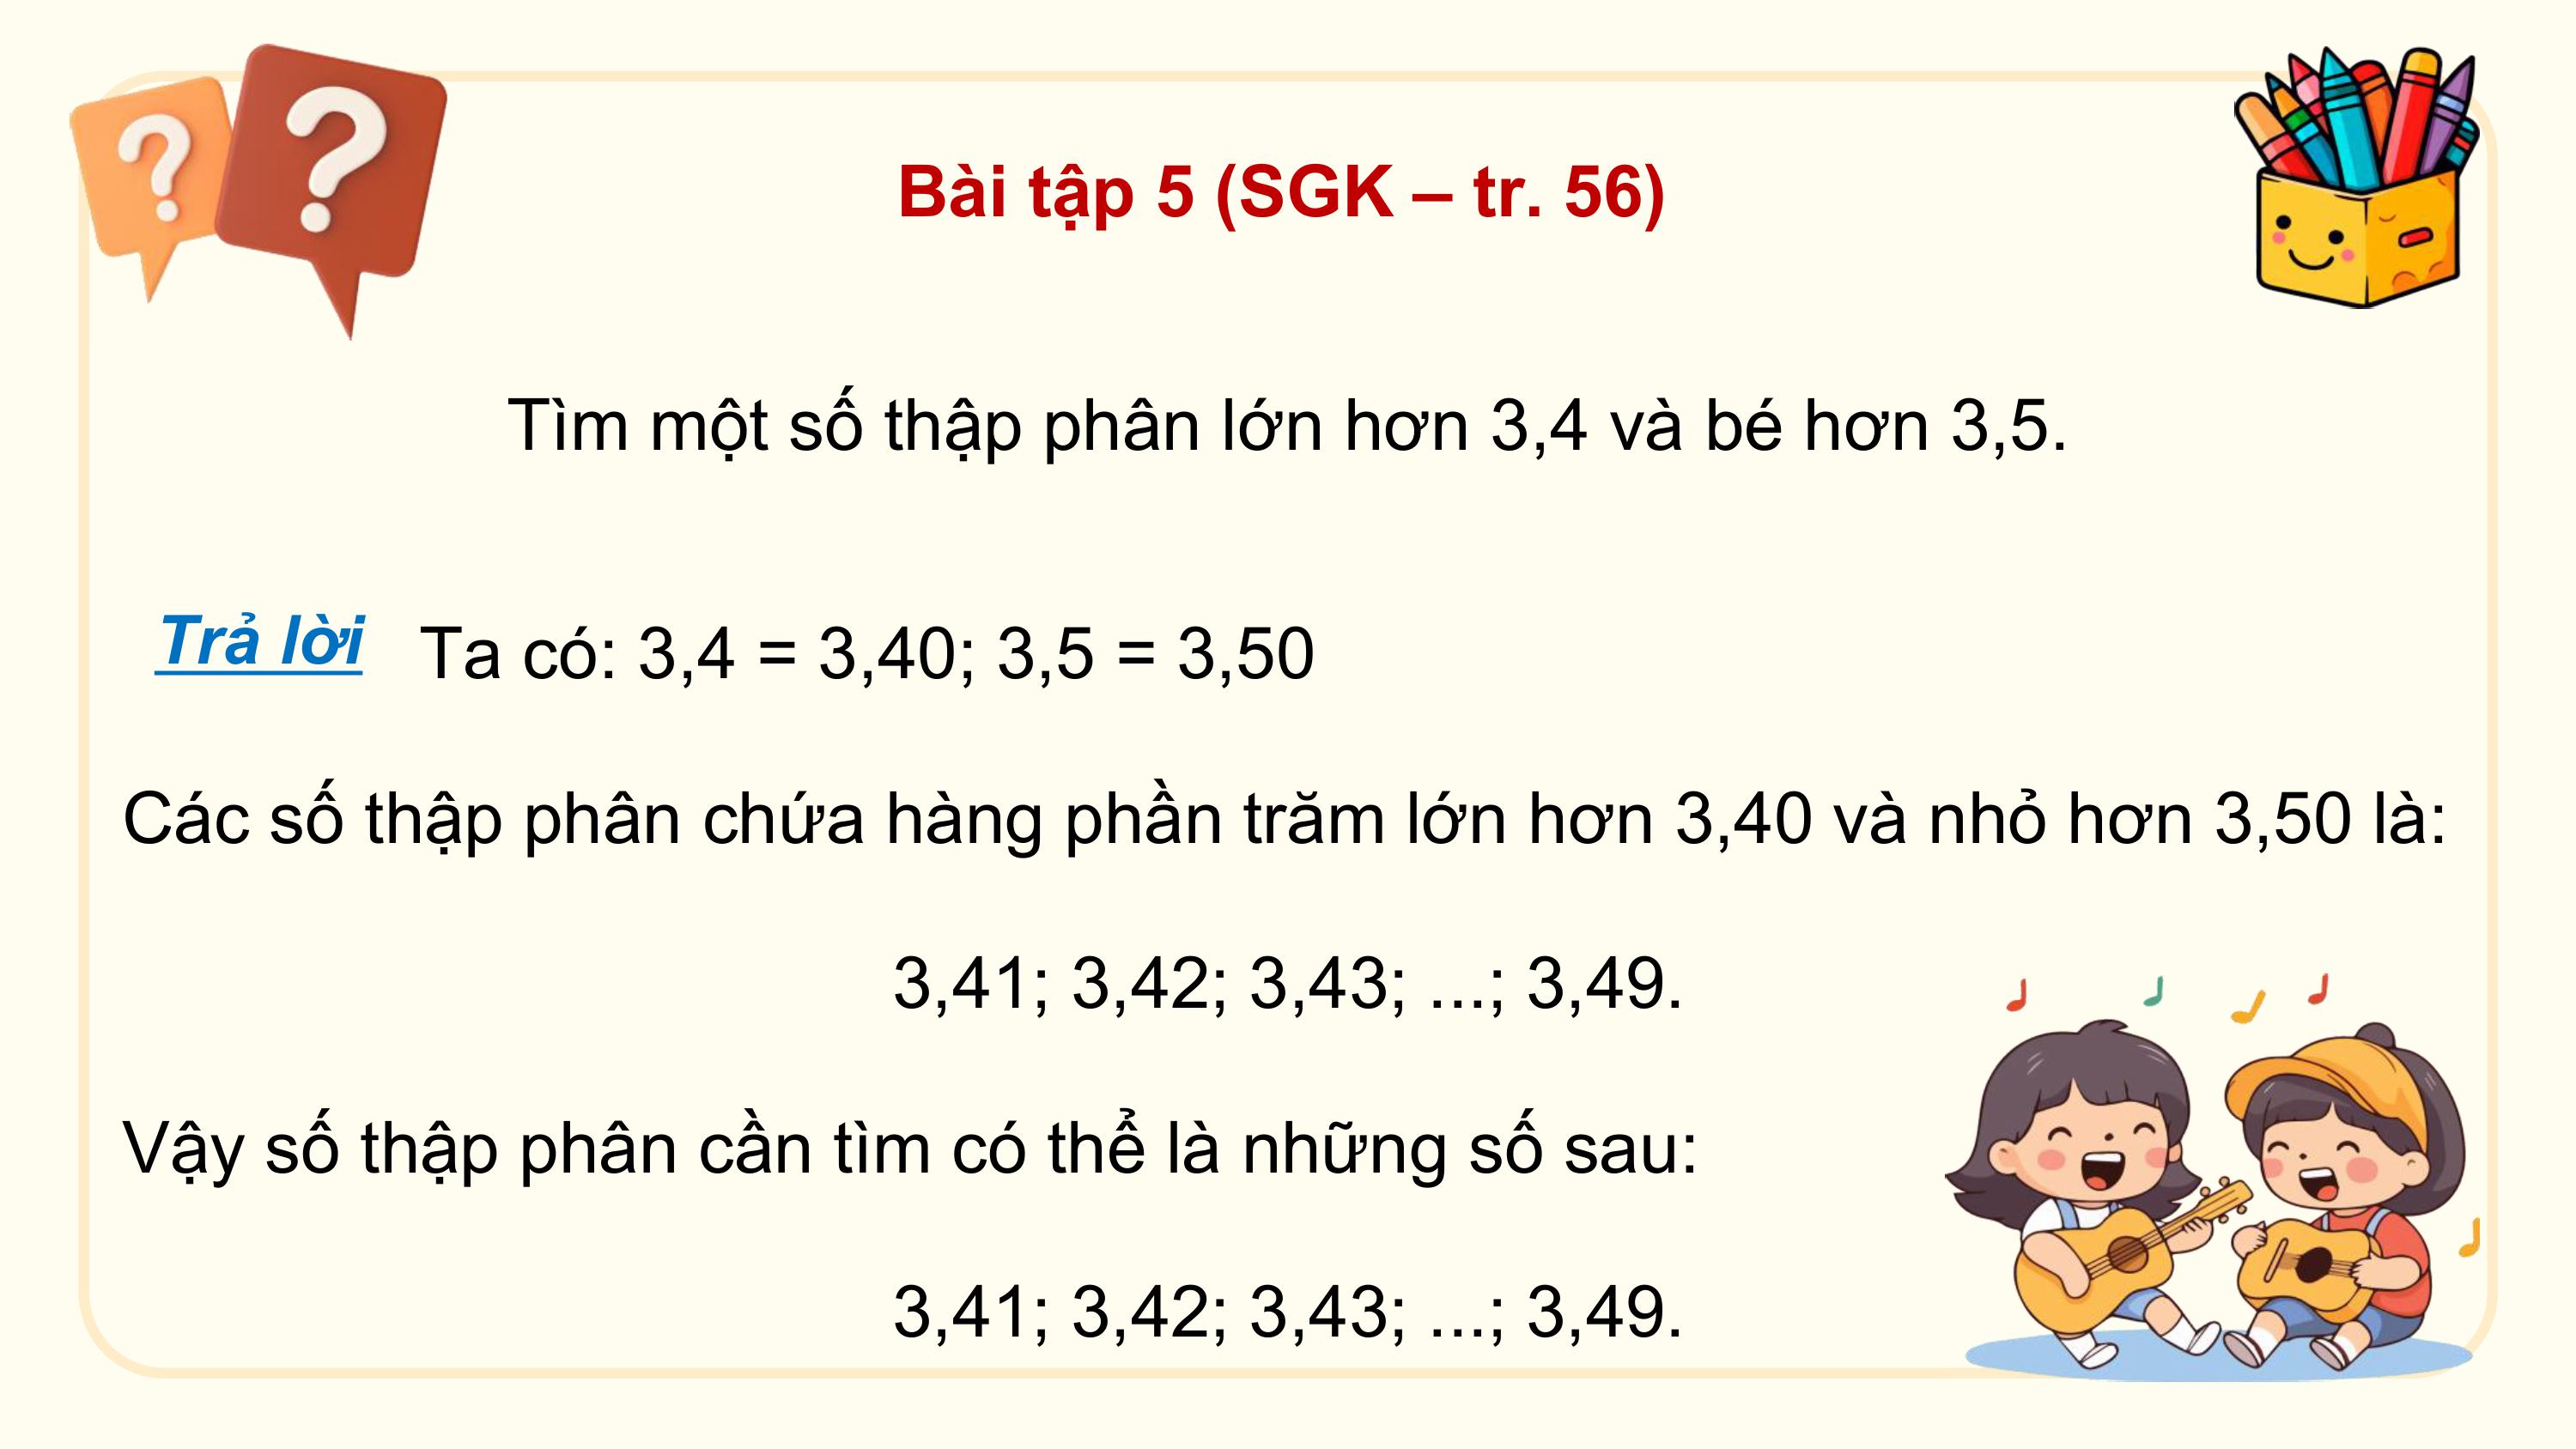 Bài tập 5 (SGK – tr. 56)
Tìm một số thập phân lớn hơn 3,4 và bé hơn 3,5.
Trả lời Ta có: 3,4 = 3,40; 3,5 = 3,50
Các số thập phân chứa hàng phần trăm lớn hơn 3,40 và nhỏ hơn 3,50 là:
3,41; 3,42; 3,43; ...; 3,49.
Vậy số thập phân cần tìm có thể là những số sau:
3,41; 3,42; 3,43; ...; 3,49.